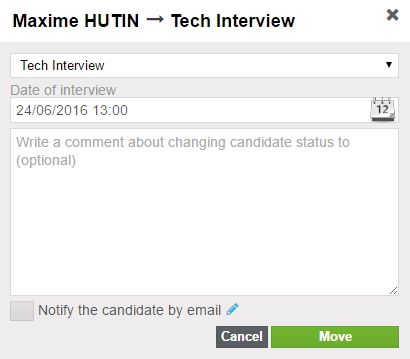 Maxime HUTIN → Tech Interview
Tech Interview
Date of interview
24/06/2016 13:00
12
Write a comment about changing candidate status to
(optional)
Notify the candidate by email
Cancel
Move